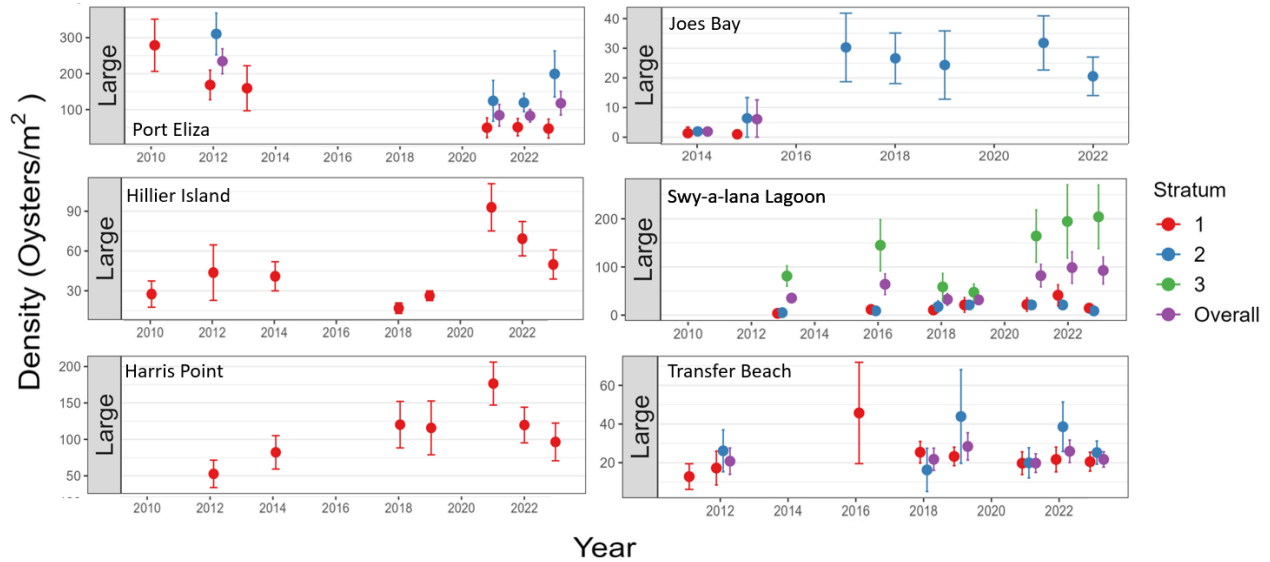 Density (Oysters/m²)
Large
300
200
100
Port Eliza
2010 2012 2014 2016 2018 2020 2022
Large
40
30
20
10
0
Joes Bay
2014 2016 2018 2020 2022
Large
90
60
30
Hillier Island
2010 2012 2014 2016 2018 2020 2022
Large
200
100
0
Swy-a-lana Lagoon
2010 2012 2014 2016 2018 2020 2022
Large
200
150
100
50
Harris Point
2010 2012 2014 2016 2018 2020 2022
Large
60
40
20
Transfer Beach
2012 2014 2016 2018 2020 2022
Year
Stratum
1
2
3
Overall